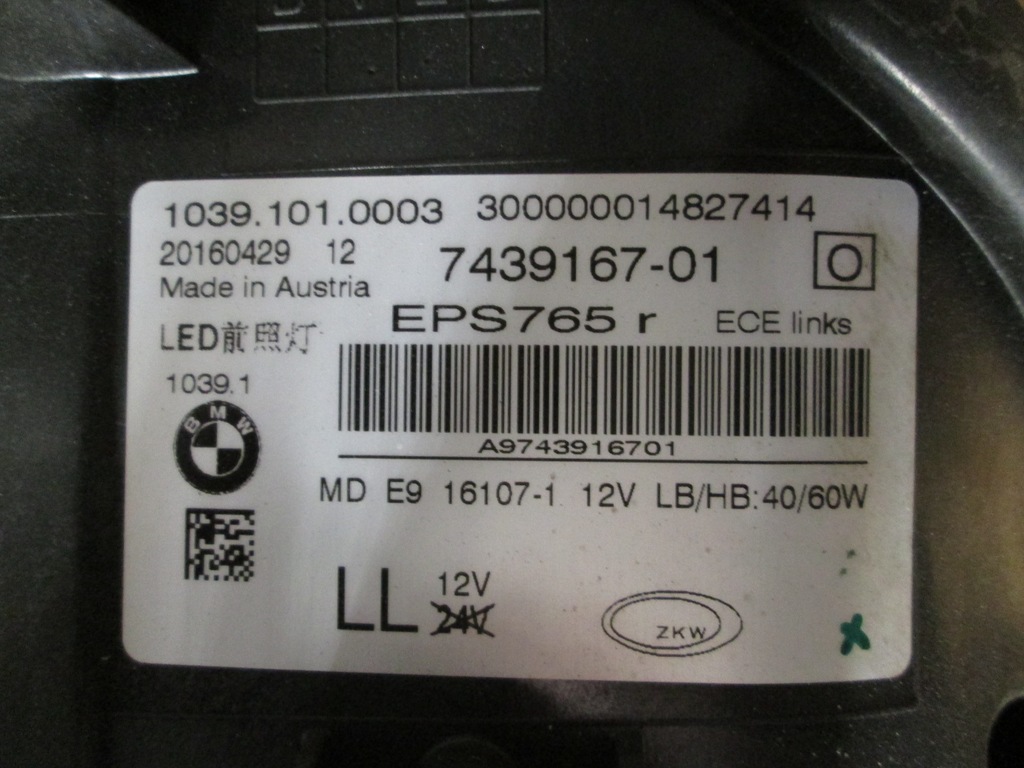 1039.101.0003 300000014827414
20160429 12 7439167-01 O
Made in Austria
EPS765 r ECE links
LED前照灯
1039.1
BMW
A9743916701
MD E9 16107-1 12V LB/HB:40/60W
LL 12V
24V
ZKW